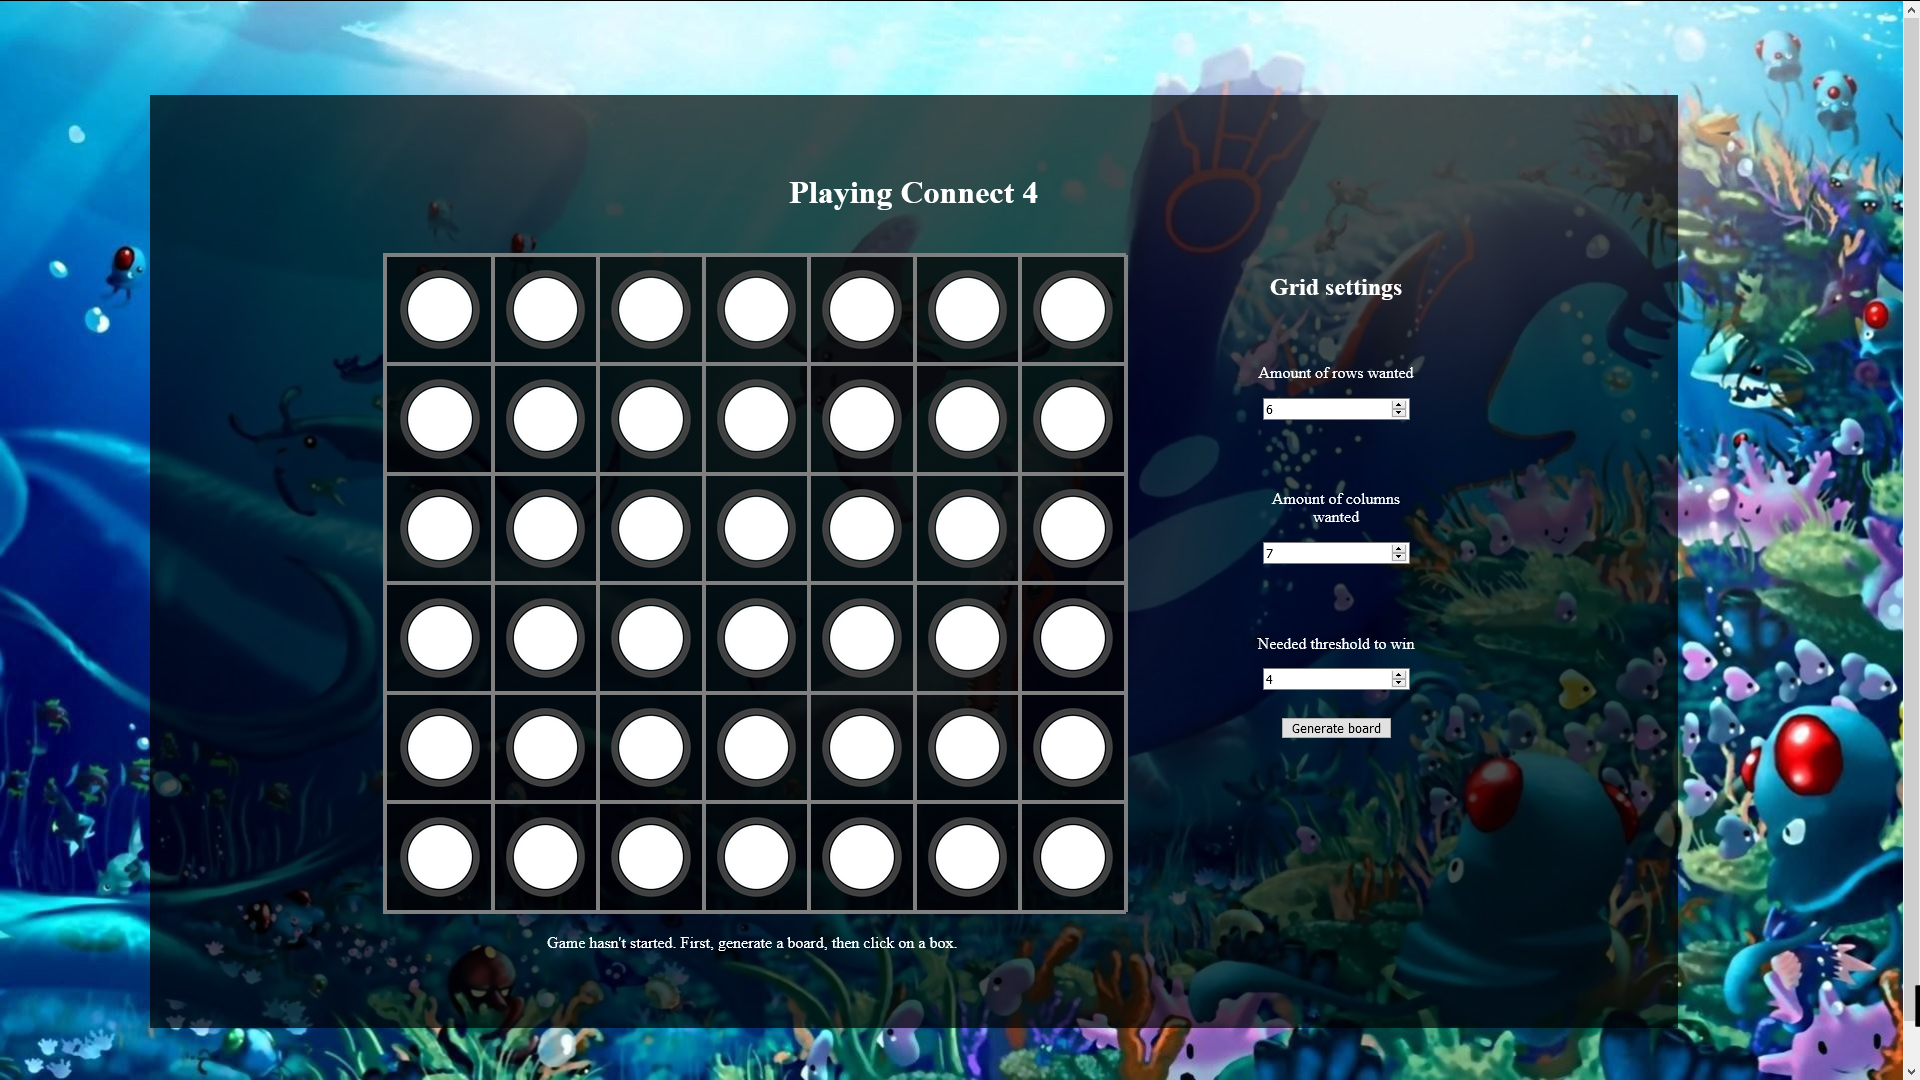 Playing Connect 4
Grid settings
Amount of rows wanted
6
Amount of columns
wanted
7
Needed threshold to win
4
Generate board
Game hasn't started. First, generate a board, then click on a box.